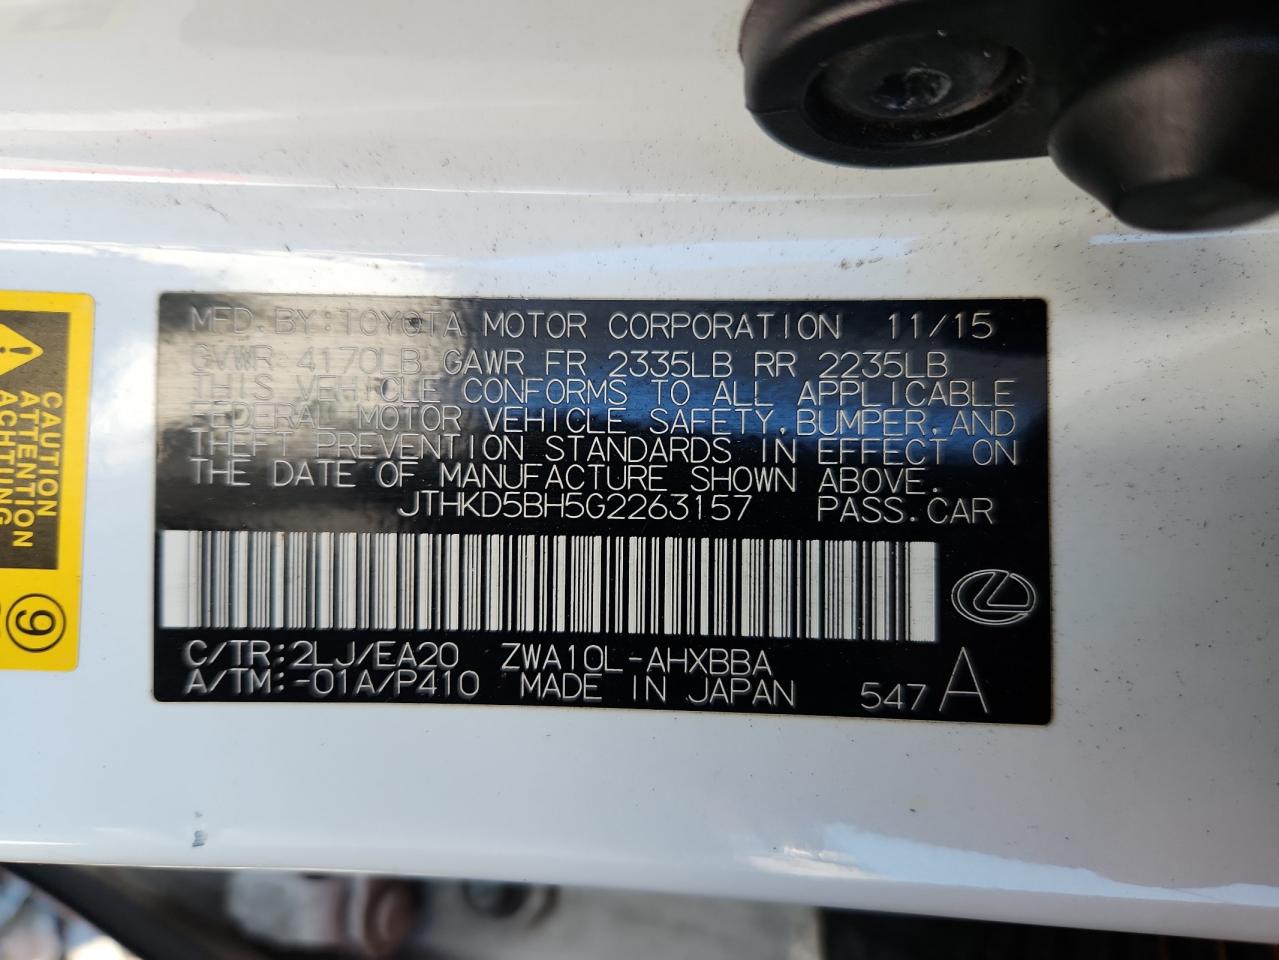 MFD.BY:TOYOTA MOTOR CORPORATION 11/15
GVWR 4170LB GAWR FR 2335LB RR 2235LB
THIS VEHICLE CONFORMS TO ALL APPLICABLE
FEDERAL MOTOR VEHICLE SAFETY,BUMPER,AND
THEFT PREVENTION STANDARDS IN EFFECT ON
THE DATE OF MANUFACTURE SHOWN ABOVE.
JTHKD5BH5G2263157 PASS.CAR
C/TR:2LJ/EA20 ZWA10L-AHXBBA
A/TM:-01A/P410 MADE IN JAPAN 547 A
CAUTION
ATTENTION
ACHTUNG
9